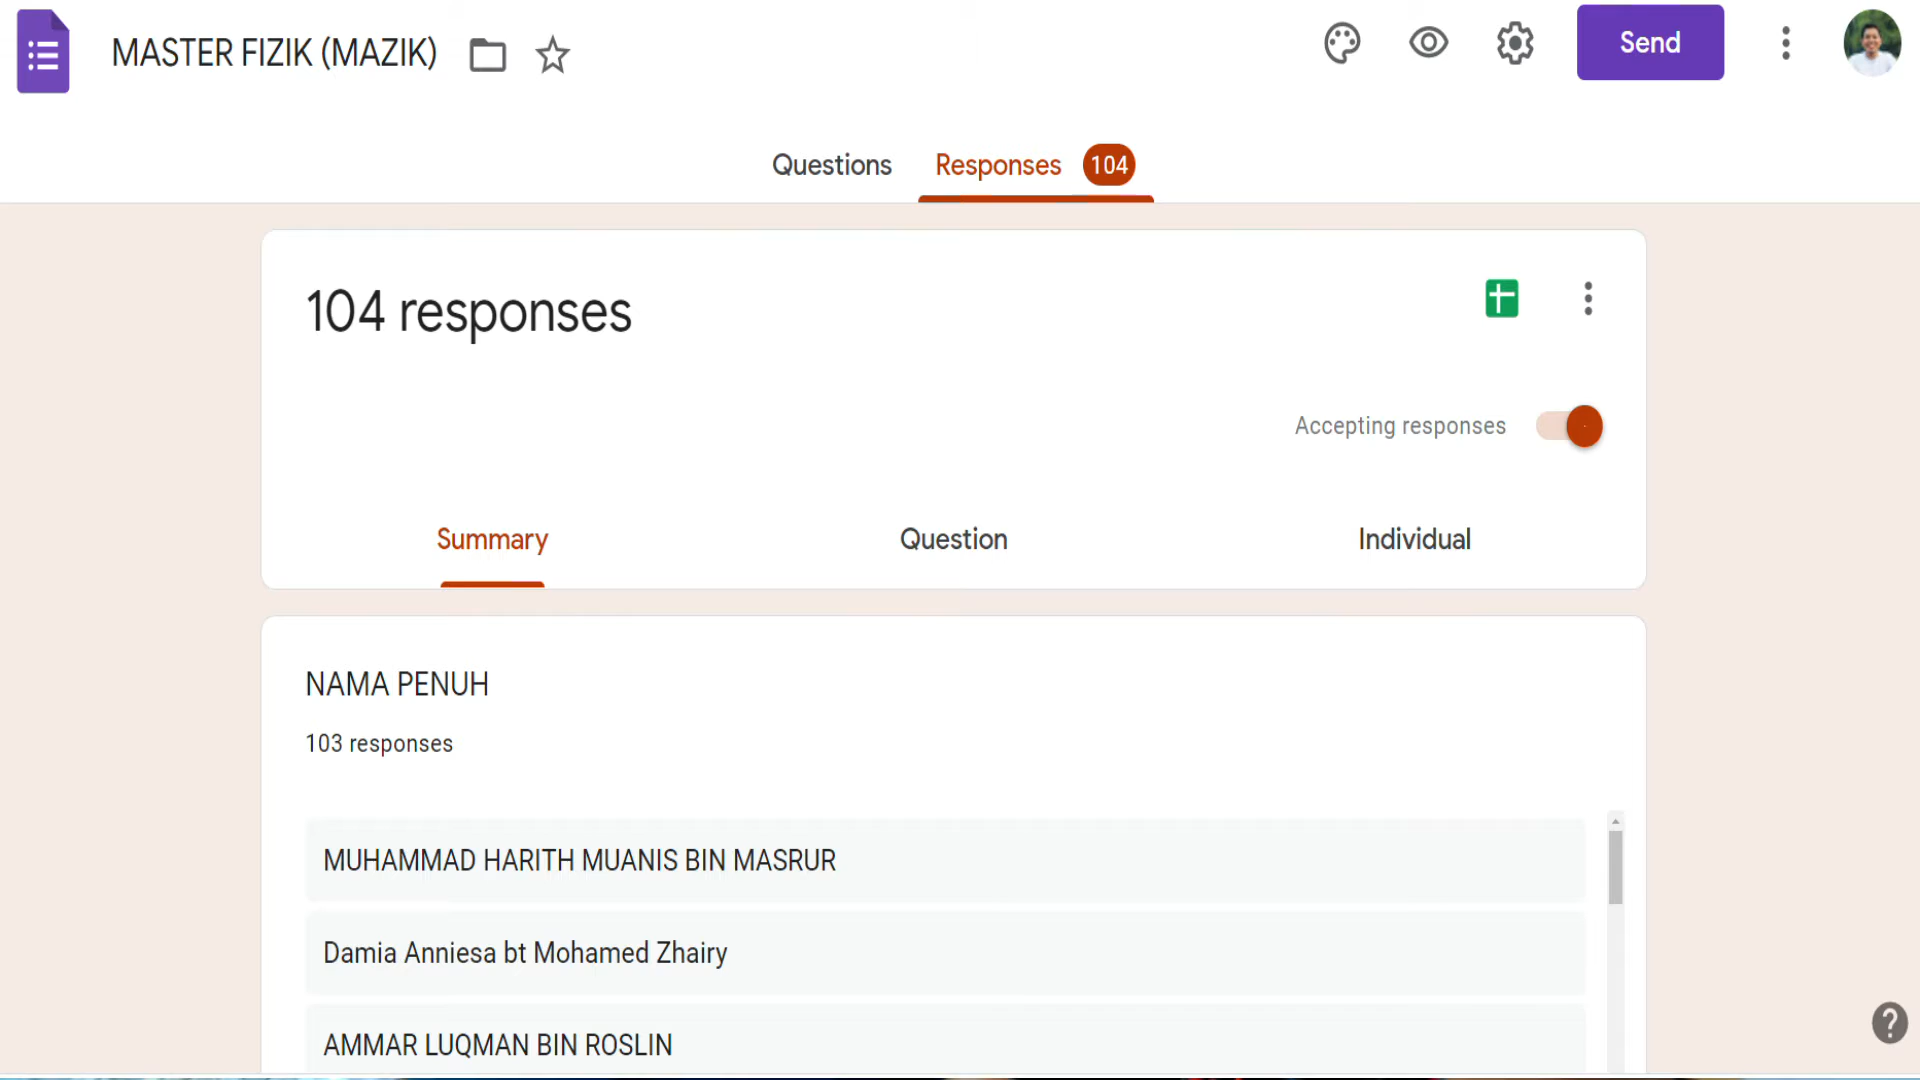 MASTER FIZIK (MAZIK)
Send
Questions
Responses 104
104 responses
Accepting responses
Summary
Question
Individual
NAMA PENUH
103 responses
MUHAMMAD HARITH MUANIS BIN MASRUR
Damia Anniesa bt Mohamed Zhairy
AMMAR LUQMAN BIN ROSLIN